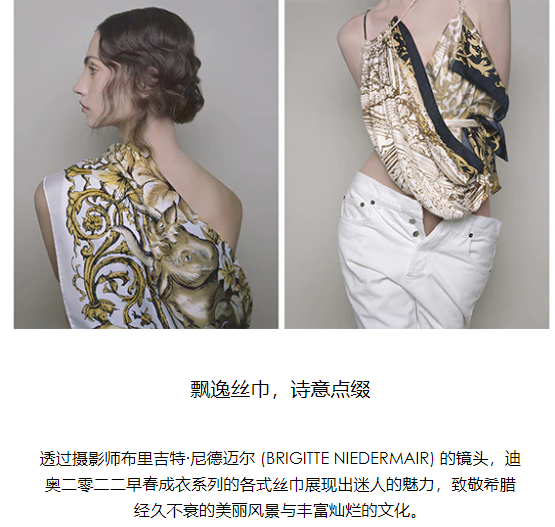 飘逸丝巾，诗意点缀
透过摄影师布里吉特·尼德迈尔 (BRIGITTE NIEDERMAIR) 的镜头，迪
奥二零二二早春成衣系列的各式丝巾展现出迷人的魅力，致敬希腊
经久不衰的美丽风景与丰富灿烂的文化。